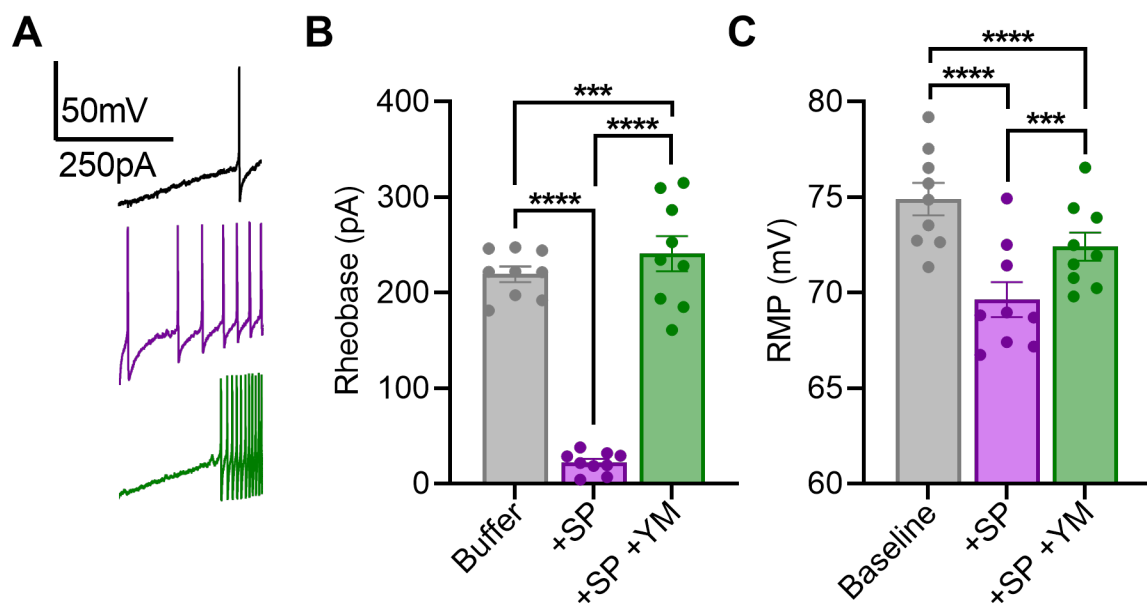 A
50mV
250pA
B
Rheobase (pA)
400
300
200
100
0
***
****
****
Buffer
+SP
+SP +YM
C
RMP (mV)
80
75
70
65
60
****
****
***
Baseline
+SP
+SP +YM